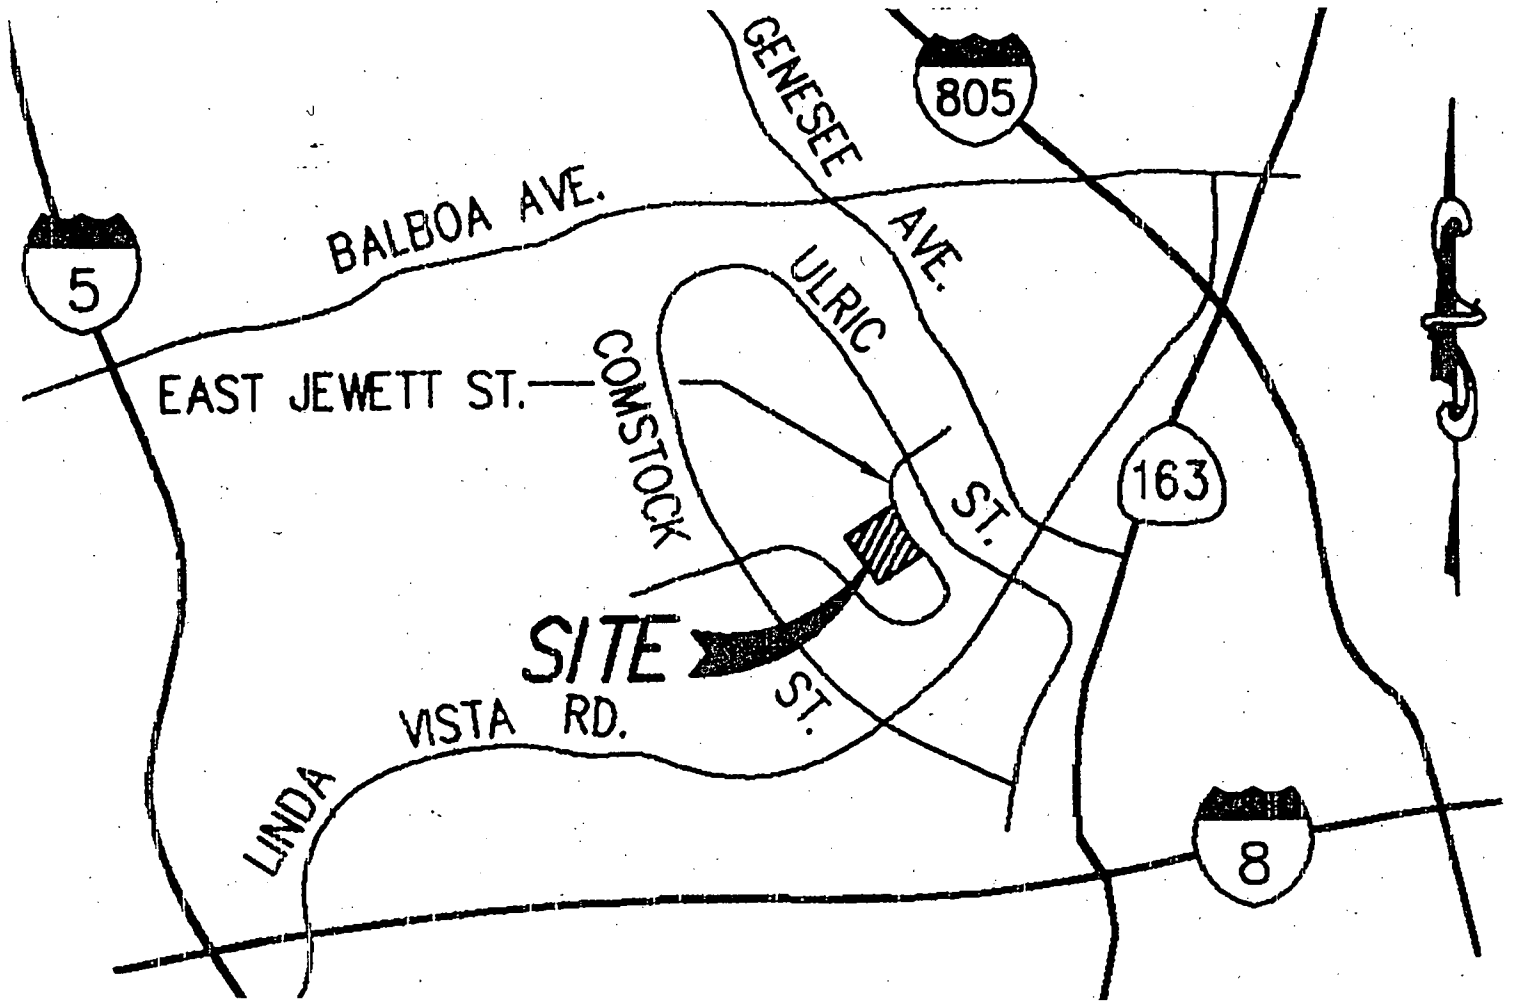 GENESEE AVE.
805
BALBOA AVE.
5
ULRIC ST.
EAST JEWETT ST.
COMSTOCK ST.
163
SITE
LINDA VISTA RD.
8